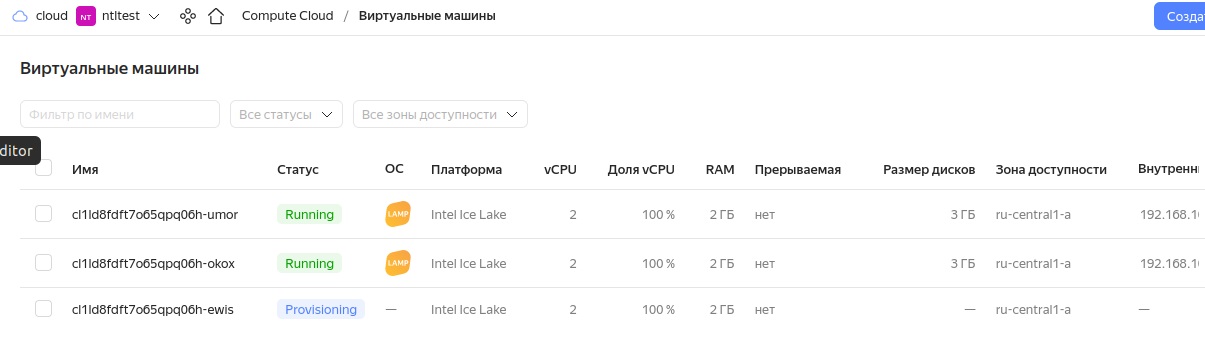 cloud NT ntltest Compute Cloud / Виртуальные машины
Виртуальные машины
Фильтр по имени Все статусы Все зоны доступности
ditor
Имя Статус ОС Платформа vCPU Доля vCPU RAM Прерываемая Размер дисков Зона доступности
cl1ld8fdft7o65qpq06h-umor Running LAMP Intel Ice Lake 2 100 % 2 ГБ нет 3 ГБ ru-central1-a 192.168.1
cl1ld8fdft7o65qpq06h-okox Running LAMP Intel Ice Lake 2 100 % 2 ГБ нет 3 ГБ ru-central1-a 192.168.1
cl1ld8fdft7o65qpq06h-ewis Provisioning — Intel Ice Lake 2 100 % 2 ГБ нет — ru-central1-a —